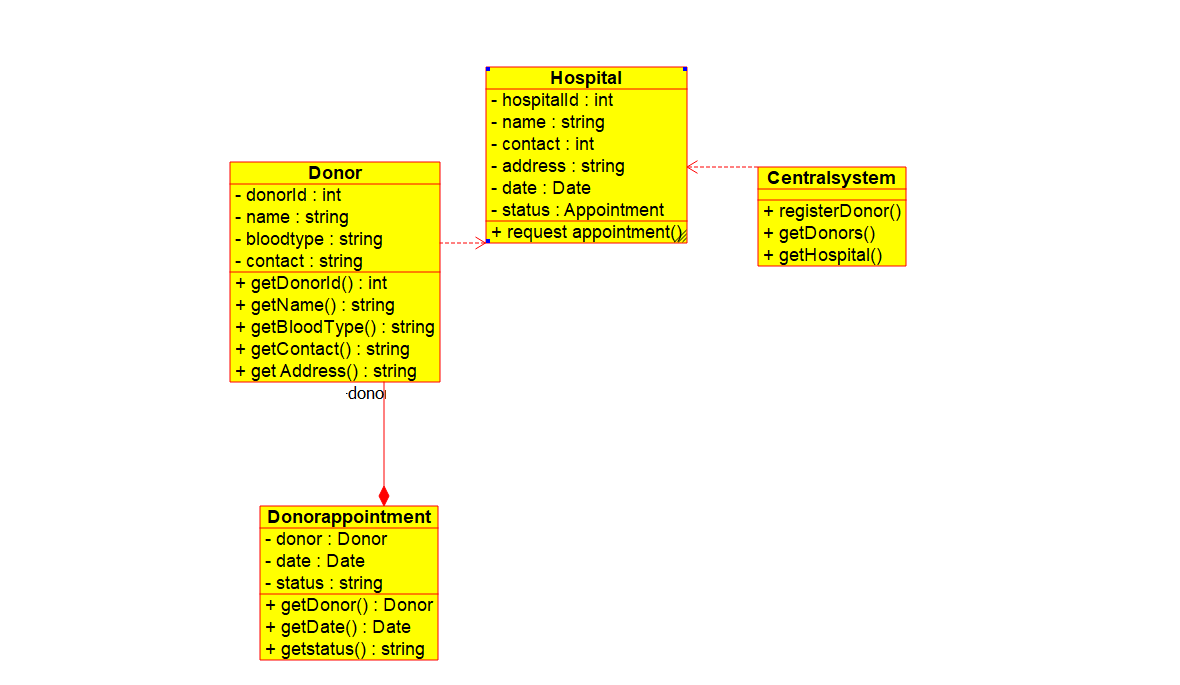 Hospital
- hospitalId : int
- name : string
- contact : int
- address : string
- date : Date
- status : Appointment
+ request appointment()
Donor
- donorId : int
- name : string
- bloodtype : string
- contact : string
+ getDonorId() : int
+ getName() : string
+ getBloodType() : string
+ getContact() : string
+ get Address() : string
Centralsystem
+ registerDonor()
+ getDonors()
+ getHospital()
-donor
Donorappointment
- donor : Donor
- date : Date
- status : string
+ getDonor() : Donor
+ getDate() : Date
+ getstatus() : string